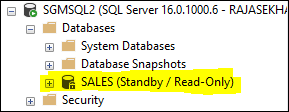 SGMSQL2 (SQL Server 16.0.1000.6 - RAJASEKHA
Databases
System Databases
Database Snapshots
SALES (Standby / Read-Only)
Security